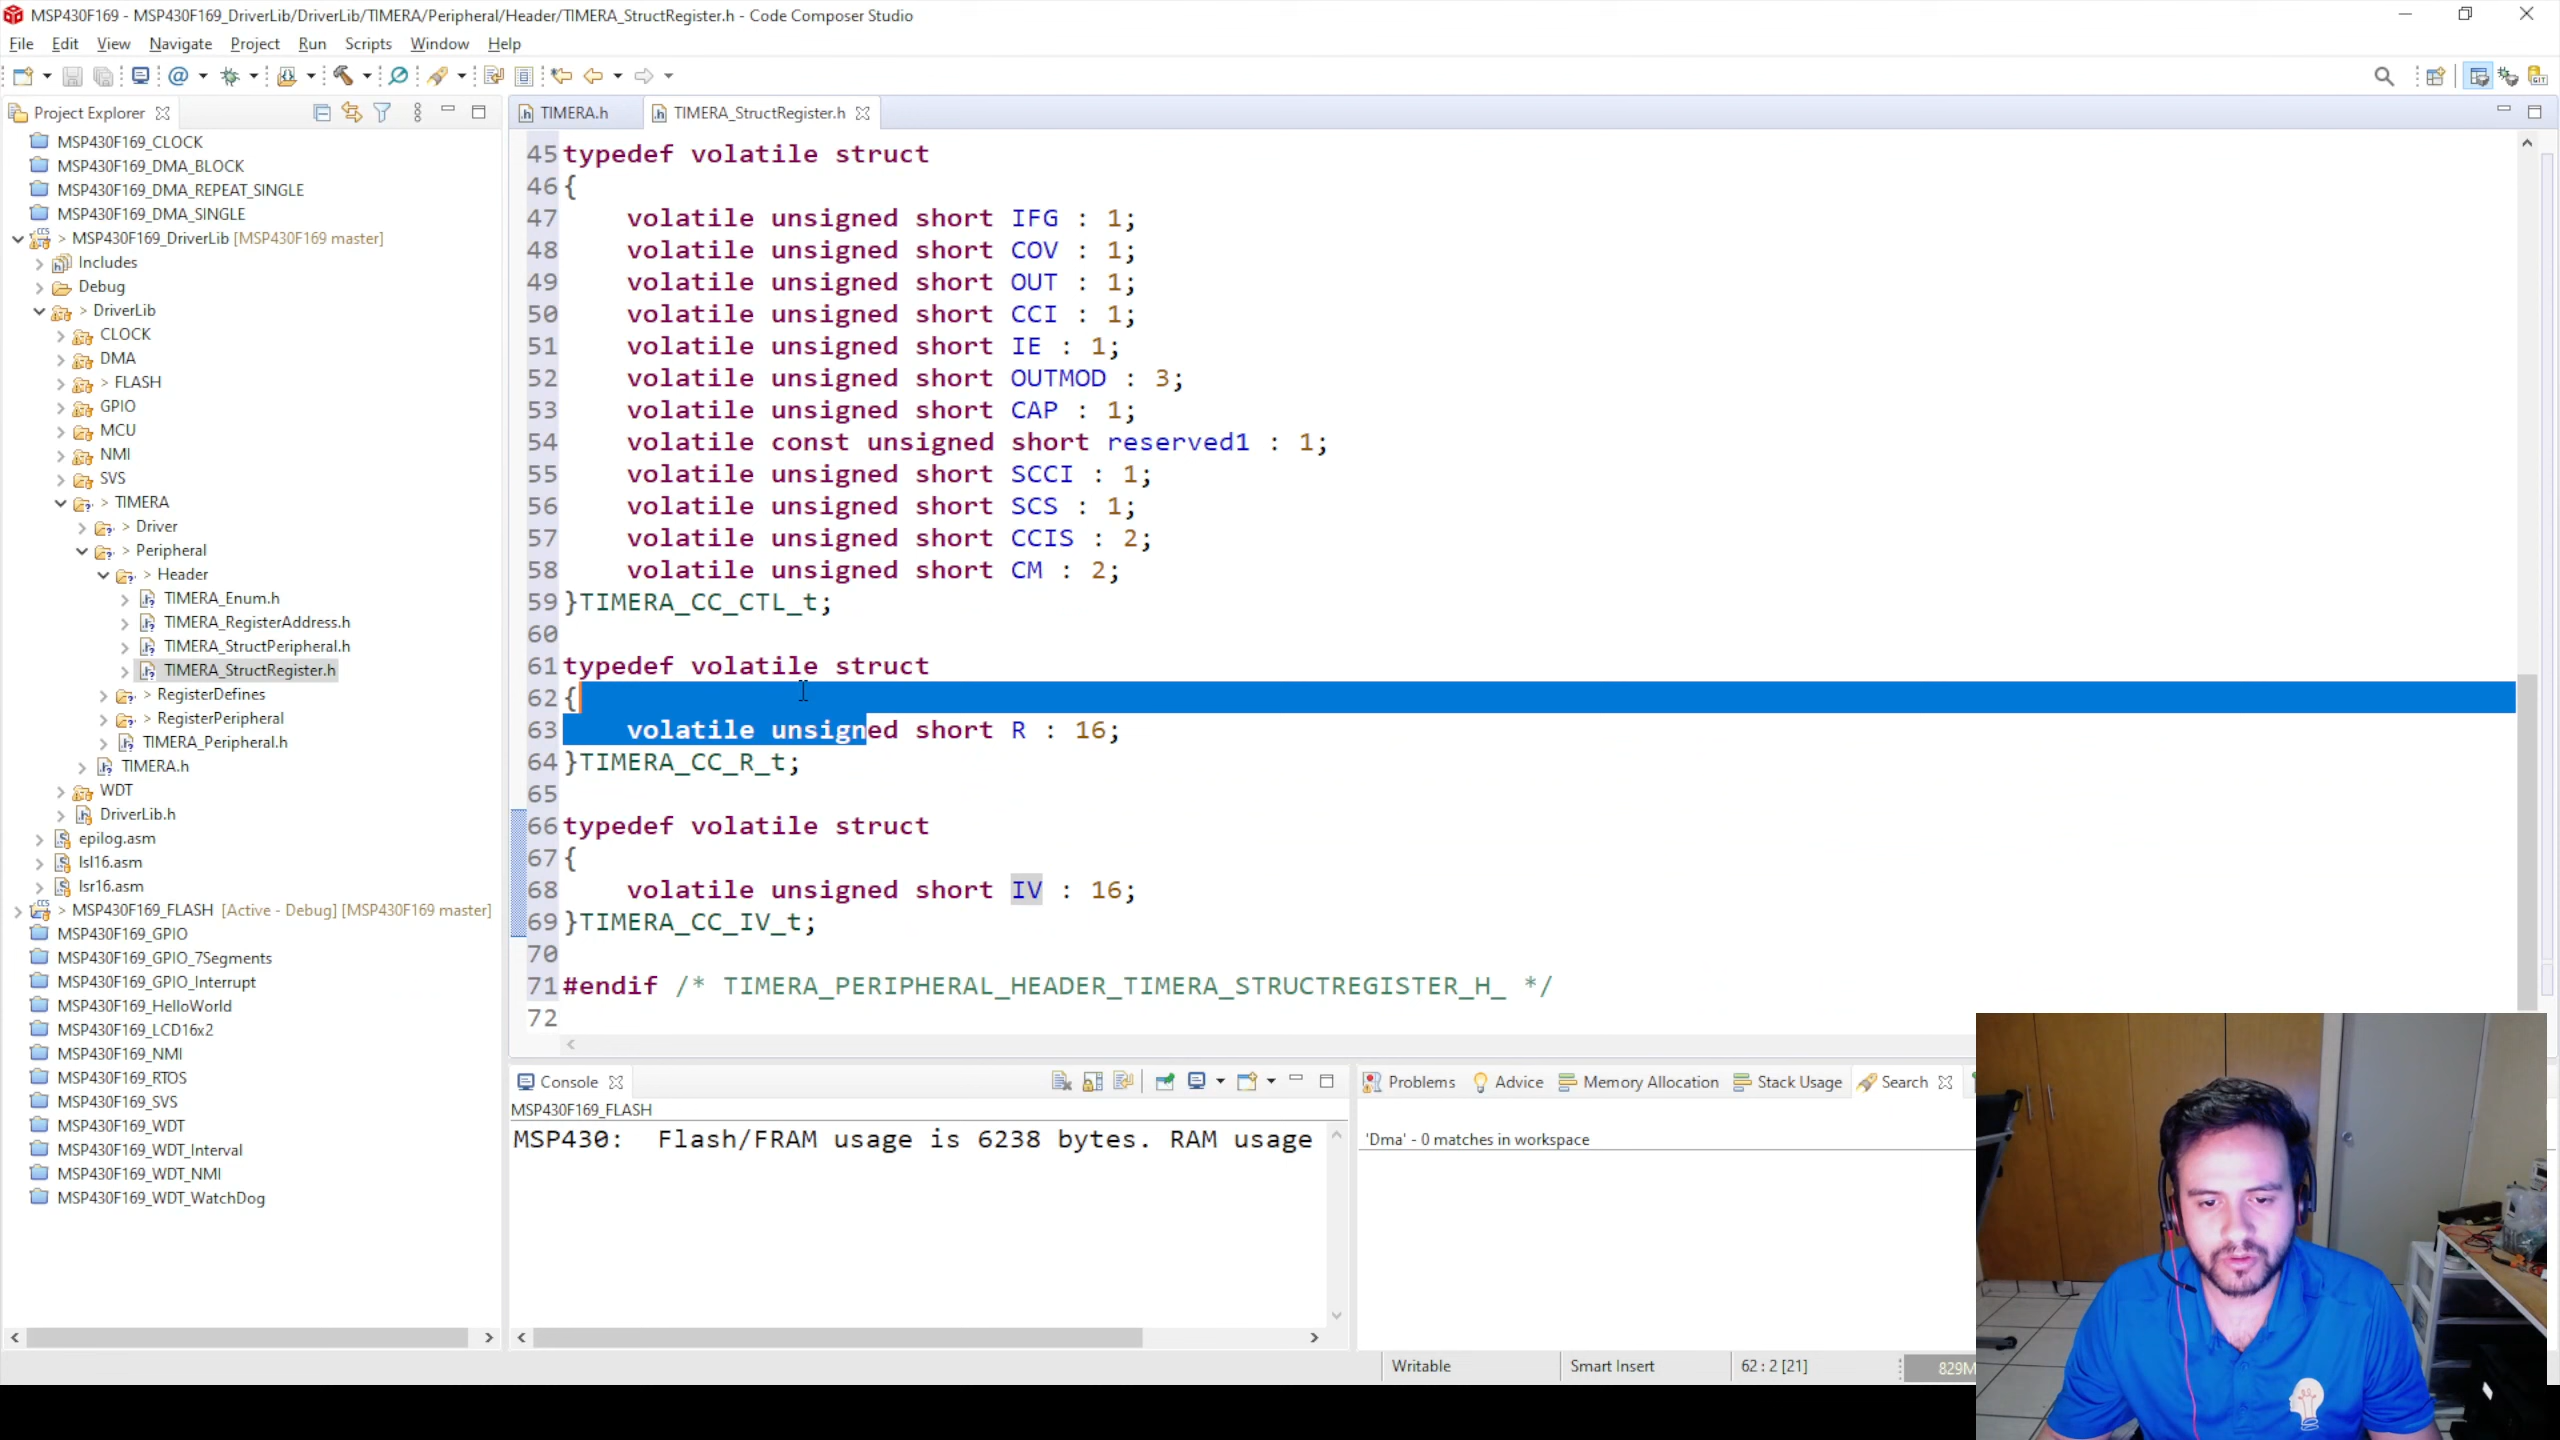 MSP430F169 - MSP430F169_DriverLib/DriverLib/TIMERA/Peripheral/Header/TIMERA_StructRegister.h - Code Composer Studio
File Edit View Navigate Project Run Scripts Window Help
Project Explorer
MSP430F169_CLOCK
MSP430F169_DMA_BLOCK
MSP430F169_DMA_REPEAT_SINGLE
MSP430F169_DMA_SINGLE
> MSP430F169_DriverLib [MSP430F169 master]
Includes
Debug
> DriverLib
CLOCK
DMA
> FLASH
GPIO
MCU
NMI
SVS
> TIMERA
> Driver
> Peripheral
> Header
TIMERA_Enum.h
TIMERA_RegisterAddress.h
TIMERA_StructPeripheral.h
TIMERA_StructRegister.h
> RegisterDefines
> RegisterPeripheral
TIMERA_Peripheral.h
TIMERA.h
WDT
DriverLib.h
epilog.asm
lsl16.asm
lsr16.asm
> MSP430F169_FLASH [Active - Debug] [MSP430F169 master]
MSP430F169_GPIO
MSP430F169_GPIO_7Segments
MSP430F169_GPIO_Interrupt
MSP430F169_HelloWorld
MSP430F169_LCD16x2
MSP430F169_NMI
MSP430F169_RTOS
MSP430F169_SVS
MSP430F169_WDT
MSP430F169_WDT_Interval
MSP430F169_WDT_NMI
MSP430F169_WDT_WatchDog
TIMERA.h TIMERA_StructRegister.h
45 typedef volatile struct
46 {
47 volatile unsigned short IFG : 1;
48 volatile unsigned short COV : 1;
49 volatile unsigned short OUT : 1;
50 volatile unsigned short CCI : 1;
51 volatile unsigned short IE : 1;
52 volatile unsigned short OUTMOD : 3;
53 volatile unsigned short CAP : 1;
54 volatile const unsigned short reserved1 : 1;
55 volatile unsigned short SCCI : 1;
56 volatile unsigned short SCS : 1;
57 volatile unsigned short CCIS : 2;
58 volatile unsigned short CM : 2;
59 }TIMERA_CC_CTL_t;
60
61 typedef volatile struct
62 {
63 volatile unsigned short R : 16;
64 }TIMERA_CC_R_t;
65
66 typedef volatile struct
67 {
68 volatile unsigned short IV : 16;
69 }TIMERA_CC_IV_t;
70
71 #endif /* TIMERA_PERIPHERAL_HEADER_TIMERA_STRUCTREGISTER_H_ */
72
Console
MSP430F169_FLASH
MSP430: Flash/FRAM usage is 6238 bytes. RAM usage
Problems Advice Memory Allocation Stack Usage Search
'Dma' - 0 matches in workspace
Writable Smart Insert 62 : 2 [21] 829M